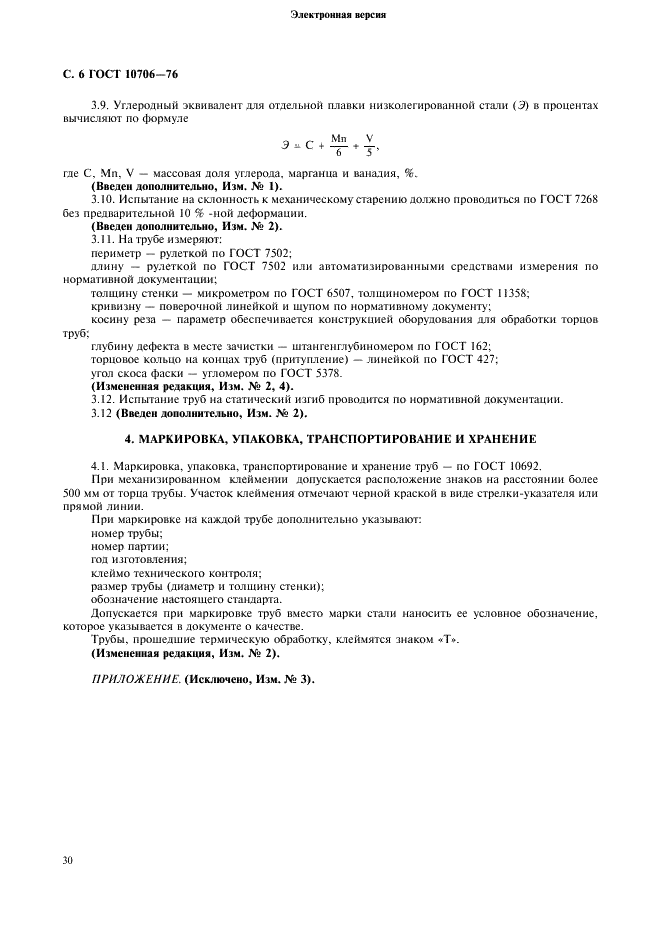 Электронная версия
С. 6 ГОСТ 10706—76
3.9. Углеродный эквивалент для отдельной плавки низколегированной стали (Э) в процентах
вычисляют по формуле
Э = C + Mn/6 + V/5,
где C, Mn, V — массовая доля углерода, марганца и ванадия, %.
(Введен дополнительно, Изм. № 1).
3.10. Испытание на склонность к механическому старению должно проводиться по ГОСТ 7268
без предварительной 10 % -ной деформации.
(Введен дополнительно, Изм. № 2).
3.11. На трубе измеряют:
периметр — рулеткой по ГОСТ 7502;
длину — рулеткой по ГОСТ 7502 или автоматизированными средствами измерения по
нормативной документации;
толщину стенки — микрометром по ГОСТ 6507, толщиномером по ГОСТ 11358;
кривизну — поверочной линейкой и щупом по нормативному документу;
косину реза — параметр обеспечивается конструкцией оборудования для обработки торцов
труб;
глубину дефекта в месте зачистки — штангенглубиномером по ГОСТ 162;
торцовое кольцо на концах труб (притупление) — линейкой по ГОСТ 427;
угол скоса фаски — угломером по ГОСТ 5378.
(Измененная редакция, Изм. № 2, 4).
3.12. Испытание труб на статический изгиб проводится по нормативной документации.
3.12 (Введен дополнительно, Изм. № 2).
4. МАРКИРОВКА, УПАКОВКА, ТРАНСПОРТИРОВАНИЕ И ХРАНЕНИЕ
4.1. Маркировка, упаковка, транспортирование и хранение труб — по ГОСТ 10692.
При механизированном клеймении допускается расположение знаков на расстоянии более
500 мм от торца трубы. Участок клеймения отмечают черной краской в виде стрелки-указателя или
прямой линии.
При маркировке на каждой трубе дополнительно указывают:
номер трубы;
номер партии;
год изготовления;
клеймо технического контроля;
размер трубы (диаметр и толщину стенки);
обозначение настоящего стандарта.
Допускается при маркировке труб вместо марки стали наносить ее условное обозначение,
которое указывается в документе о качестве.
Трубы, прошедшие термическую обработку, клеймятся знаком «Т».
(Измененная редакция, Изм. № 2).
ПРИЛОЖЕНИЕ. (Исключено, Изм. № 3).
30